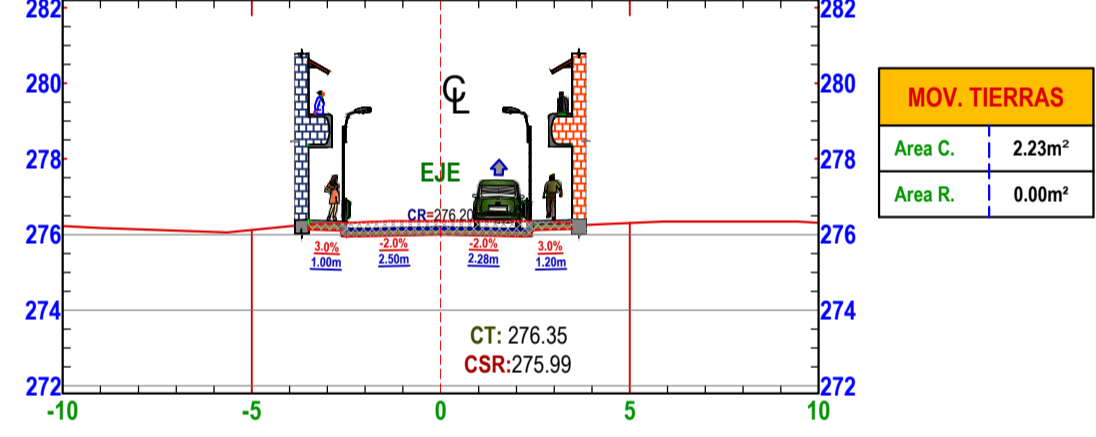 282
282
280
280
278
278
276
276
274
274
272
272
-10
-5
0
5
10
CL
EJE
CR=276.20
3.0%
1.00m
-2.0%
2.50m
-2.0%
2.28m
3.0%
1.20m
CT: 276.35
CSR:275.99
MOV. TIERRAS
Area C. 2.23m²
Area R. 0.00m²